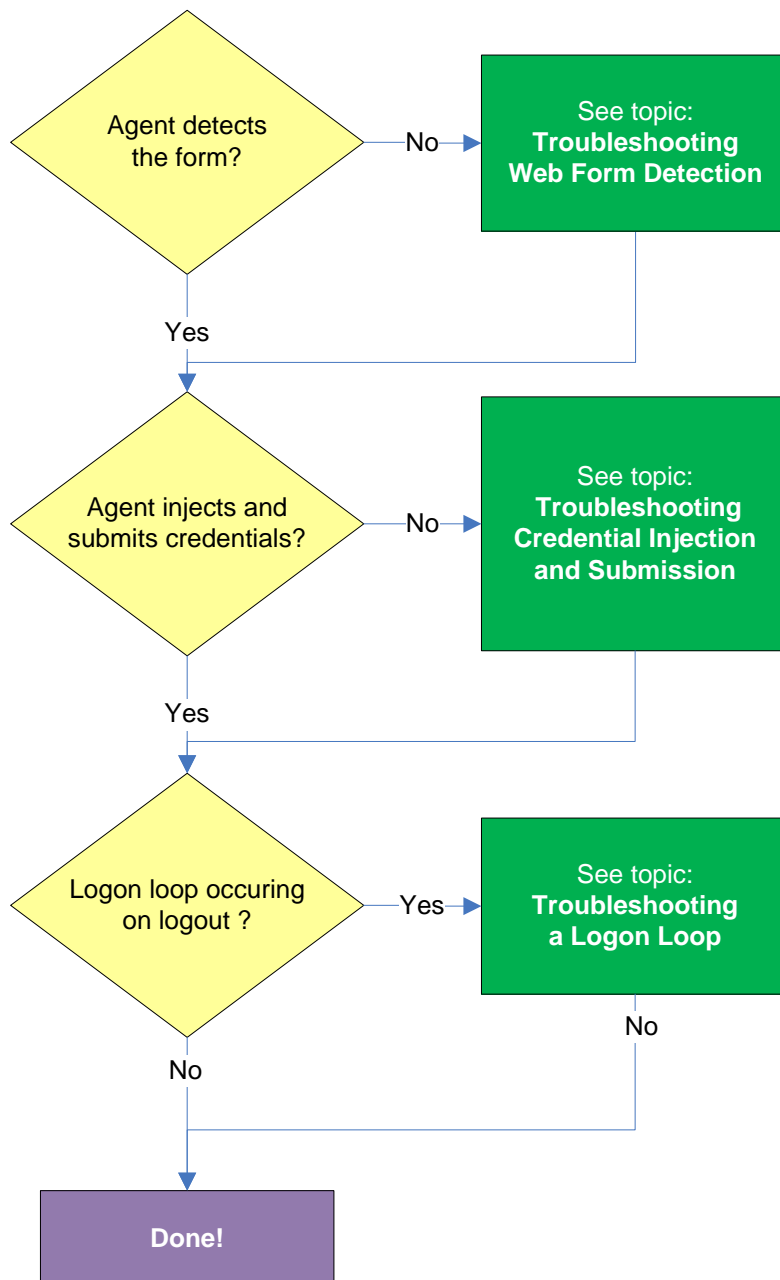 Agent detects
the form?
No
See topic:
Troubleshooting
Web Form Detection
Yes
Agent injects and
submits credentials?
No
See topic:
Troubleshooting
Credential Injection
and Submission
Yes
Logon loop occuring
on logout ?
Yes
See topic:
Troubleshooting
a Logon Loop
No
No
Done!